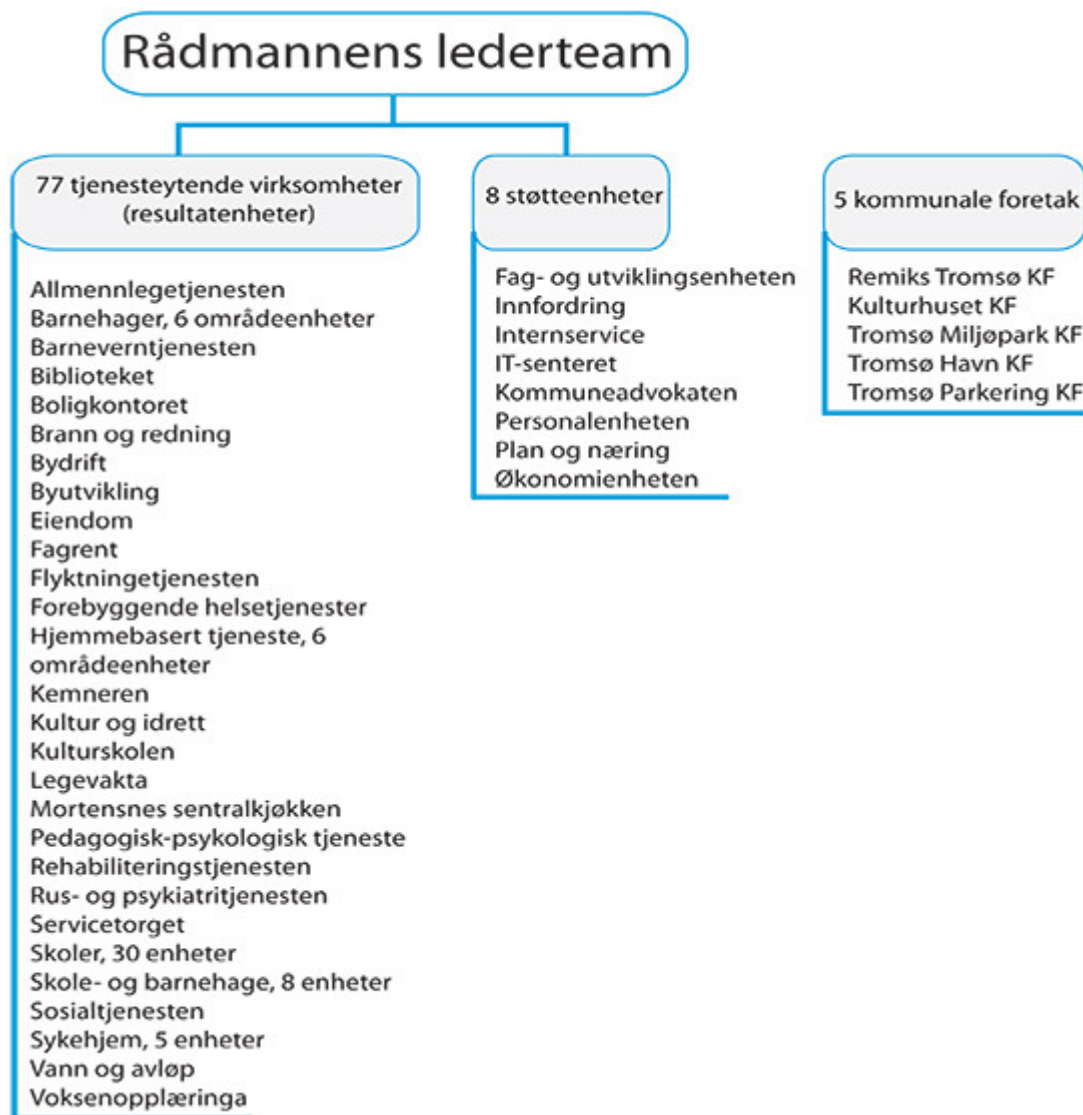 Rådmannens lederteam
77 tjenesteytende virksomheter
(resultatenheter)
Allmennlegetjenesten
Barnehager, 6 områdeenheter
Barneverntjenesten
Biblioteket
Boligkontoret
Brann og redning
Bydrift
Byutvikling
Eiendom
Fagrent
Flyktningetjenesten
Forebyggende helsetjenester
Hjemmebasert tjeneste, 6
områdeenheter
Kemneren
Kultur og idrett
Kulturskolen
Legevakta
Mortensnes sentralkjøkken
Pedagogisk-psykologisk tjeneste
Rehabiliteringstjenesten
Rus- og psykiatritjenesten
Servicetorget
Skoler, 30 enheter
Skole- og barnehage, 8 enheter
Sosialtjenesten
Sykehjem, 5 enheter
Vann og avløp
Voksenopplæringa
8 støtteenheter
Fag- og utviklingsenheten
Innfordring
Internservice
IT-senteret
Kommuneadvokaten
Personalenheten
Plan og næring
Økonomienheten
5 kommunale foretak
Remiks Tromsø KF
Kulturhuset KF
Tromsø Miljøpark KF
Tromsø Havn KF
Tromsø Parkering KF